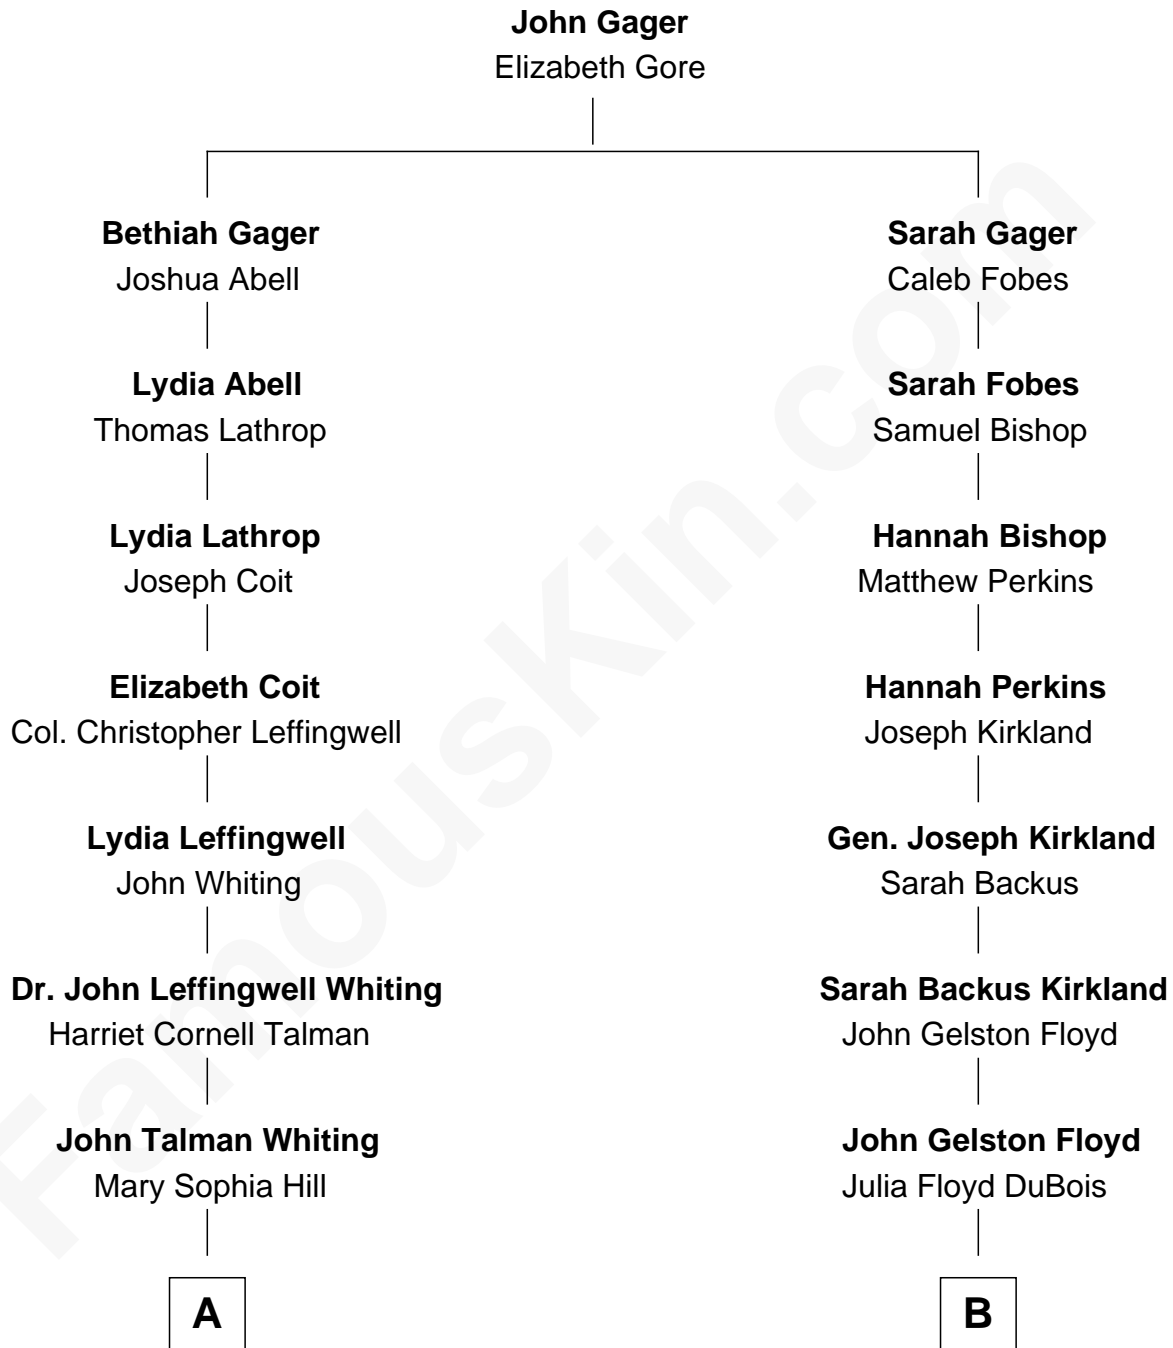 John Gager
Elizabeth Gore
Bethiah Gager
Joshua Abell
Sarah Gager
Caleb Fobes
Lydia Abell
Thomas Lathrop
Sarah Fobes
Samuel Bishop
Lydia Lathrop
Joseph Coit
Hannah Bishop
Matthew Perkins
Elizabeth Coit
Col. Christopher Leffingwell
Hannah Perkins
Joseph Kirkland
Lydia Leffingwell
John Whiting
Gen. Joseph Kirkland
Sarah Backus
Dr. John Leffingwell Whiting
Harriet Cornell Talman
Sarah Backus Kirkland
John Gelston Floyd
John Talman Whiting
Mary Sophia Hill
John Gelston Floyd
Julia Floyd DuBois
A
B
FamousKin.com